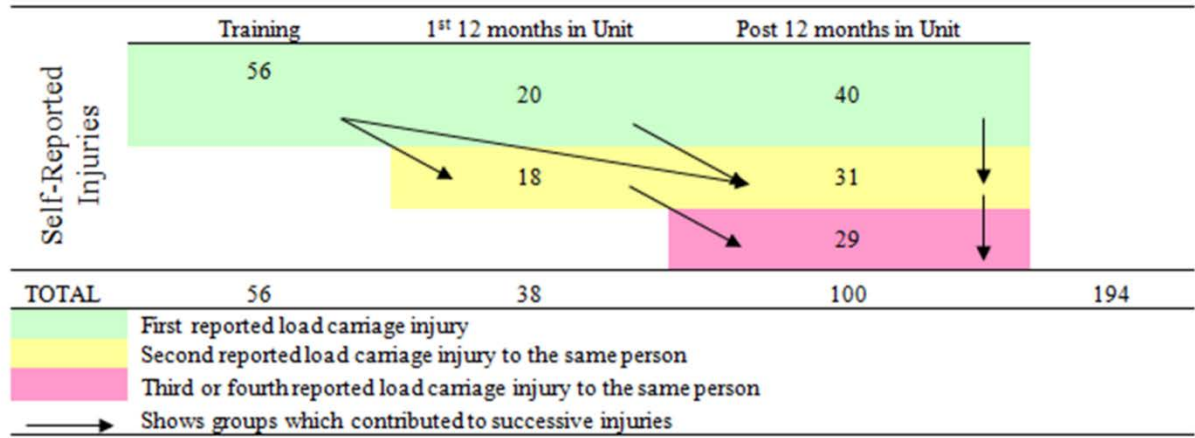 Training 1st 12 months in Unit Post 12 months in Unit
Self-Reported
Injuries
56
20 40
18 31
29
TOTAL 56 38 100 194
First reported load carriage injury
Second reported load carriage injury to the same person
Third or fourth reported load carriage injury to the same person
Shows groups which contributed to successive injuries